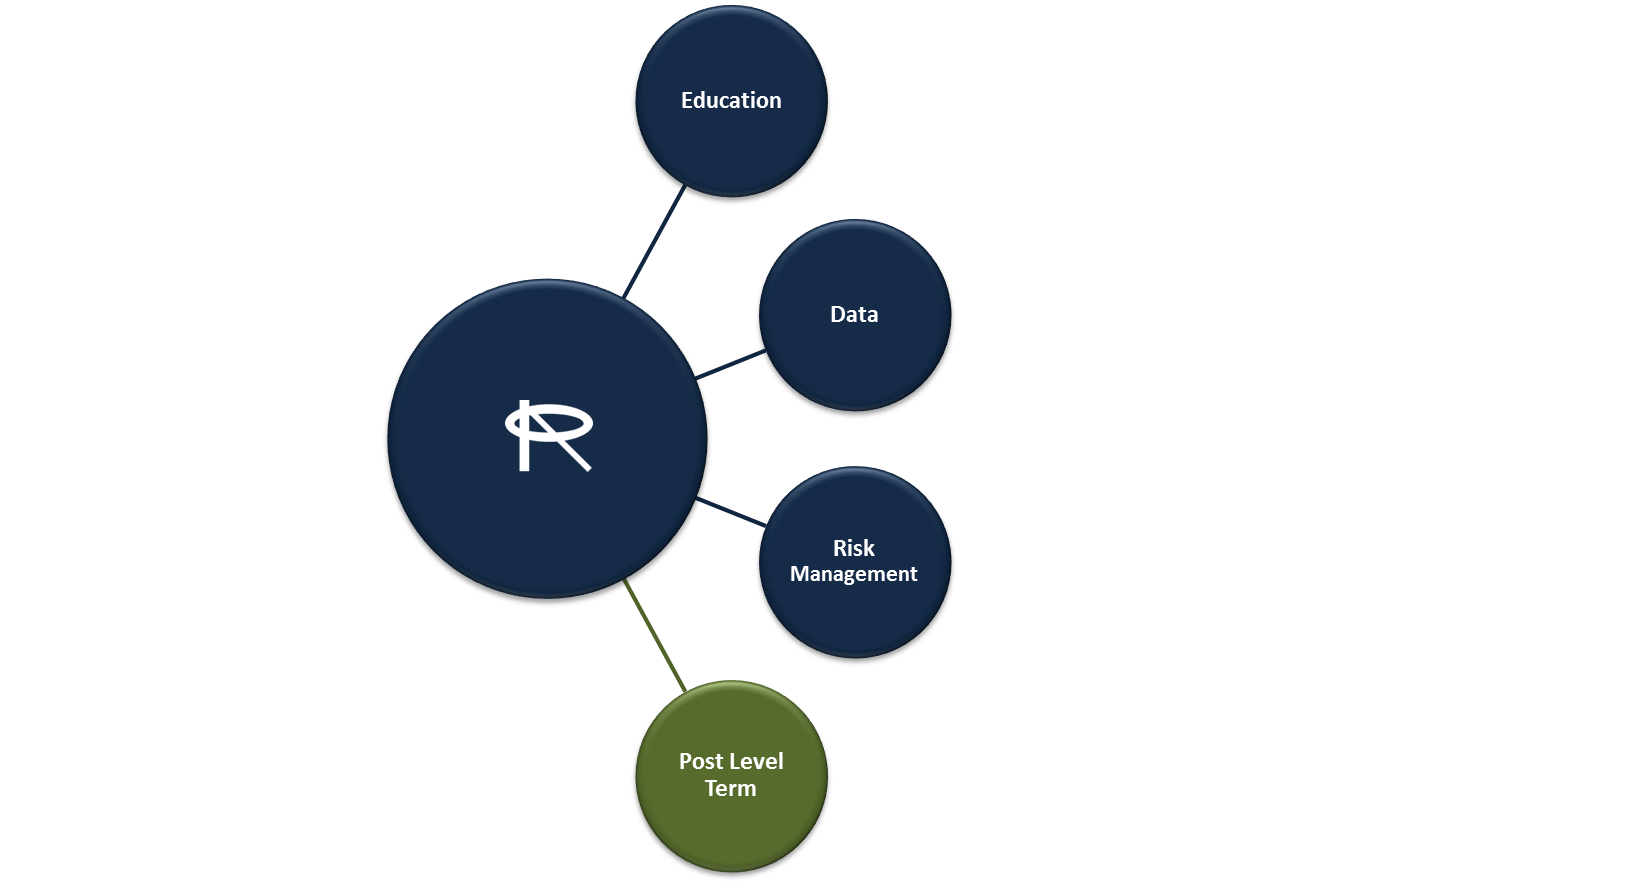 Education
Data
Risk
Management
Post Level
Term